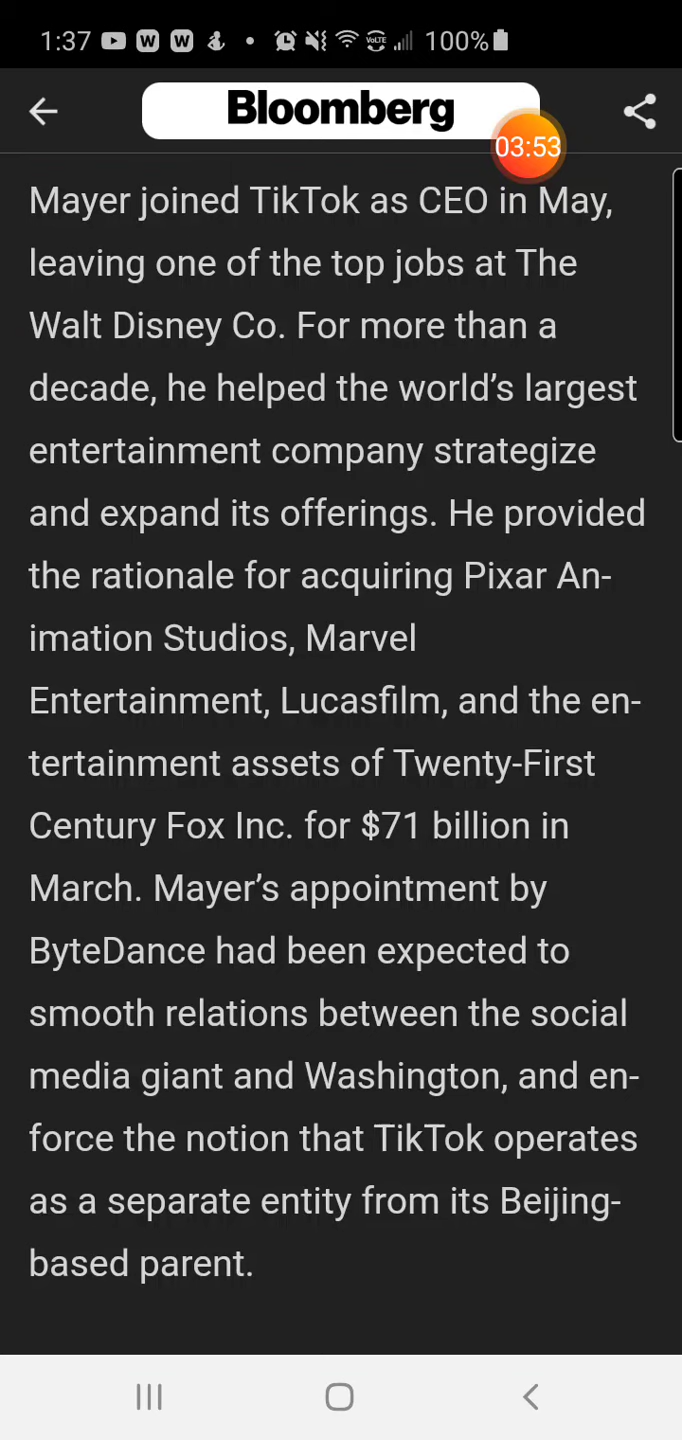 1:37 W W VoLTE 100%
Bloomberg
03:53
Mayer joined TikTok as CEO in May,
leaving one of the top jobs at The
Walt Disney Co. For more than a
decade, he helped the world’s largest
entertainment company strategize
and expand its offerings. He provided
the rationale for acquiring Pixar An-
imation Studios, Marvel
Entertainment, Lucasfilm, and the en-
tertainment assets of Twenty-First
Century Fox Inc. for $71 billion in
March. Mayer’s appointment by
ByteDance had been expected to
smooth relations between the social
media giant and Washington, and en-
force the notion that TikTok operates
as a separate entity from its Beijing-
based parent.